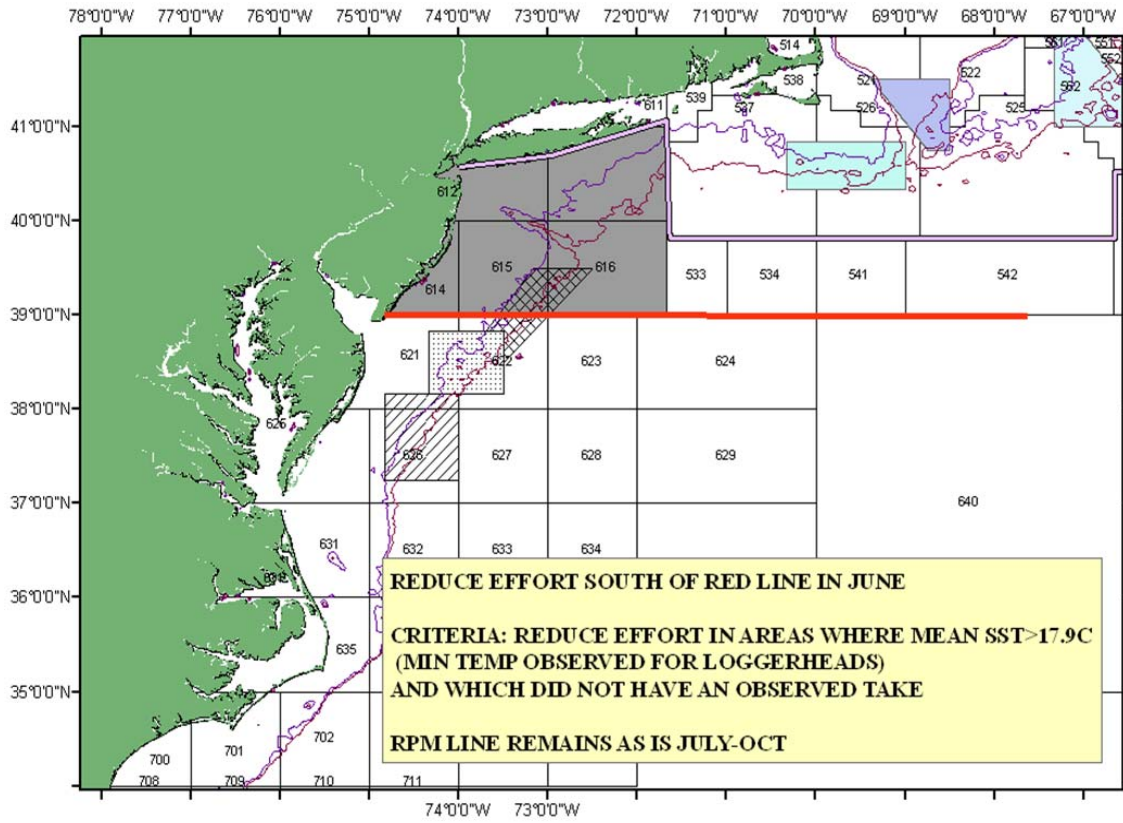 78°0'0"W 77°0'0"W 76°0'0"W 75°0'0"W 74°0'0"W 73°0'0"W 72°0'0"W 71°0'0"W 70°0'0"W 69°0'0"W 68°0'0"W 67°0'0"W
514 551
521 522 552
538 562
539
611 537 526 525
41°0'0"N
612
40°0'0"N
615 616 533 534 541 542
614
39°0'0"N
621 622 623 624
38°0'0"N
625 626 627 628 629
37°0'0"N
640
631 632 633 634
36°0'0"N
635
35°0'0"N
700 701 702
708 709 710 711
REDUCE EFFORT SOUTH OF RED LINE IN JUNE
CRITERIA: REDUCE EFFORT IN AREAS WHERE MEAN SST>17.9C
(MIN TEMP OBSERVED FOR LOGGERHEADS)
AND WHICH DID NOT HAVE AN OBSERVED TAKE
RPM LINE REMAINS AS IS JULY-OCT
74°0'0"W 73°0'0"W